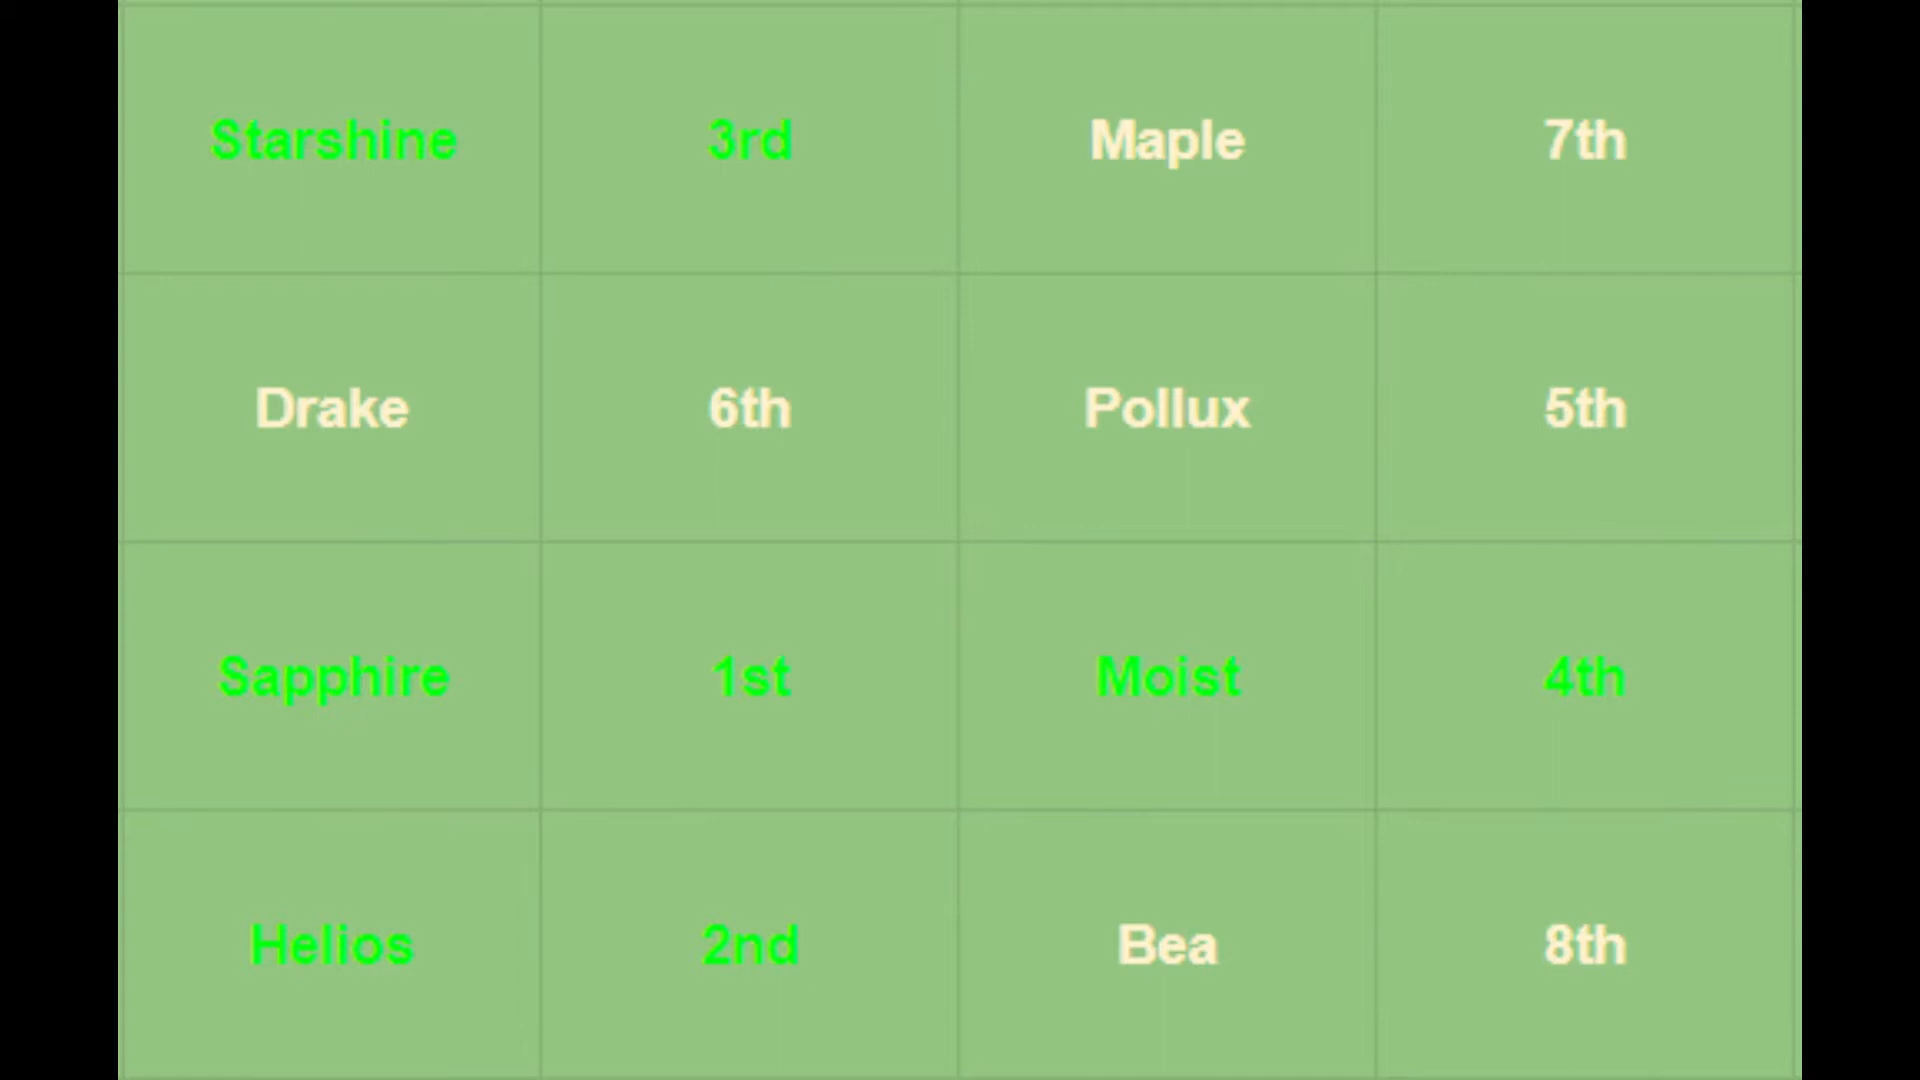 Starshine 3rd Maple 7th
Drake 6th Pollux 5th
Sapphire 1st Moist 4th
Helios 2nd Bea 8th